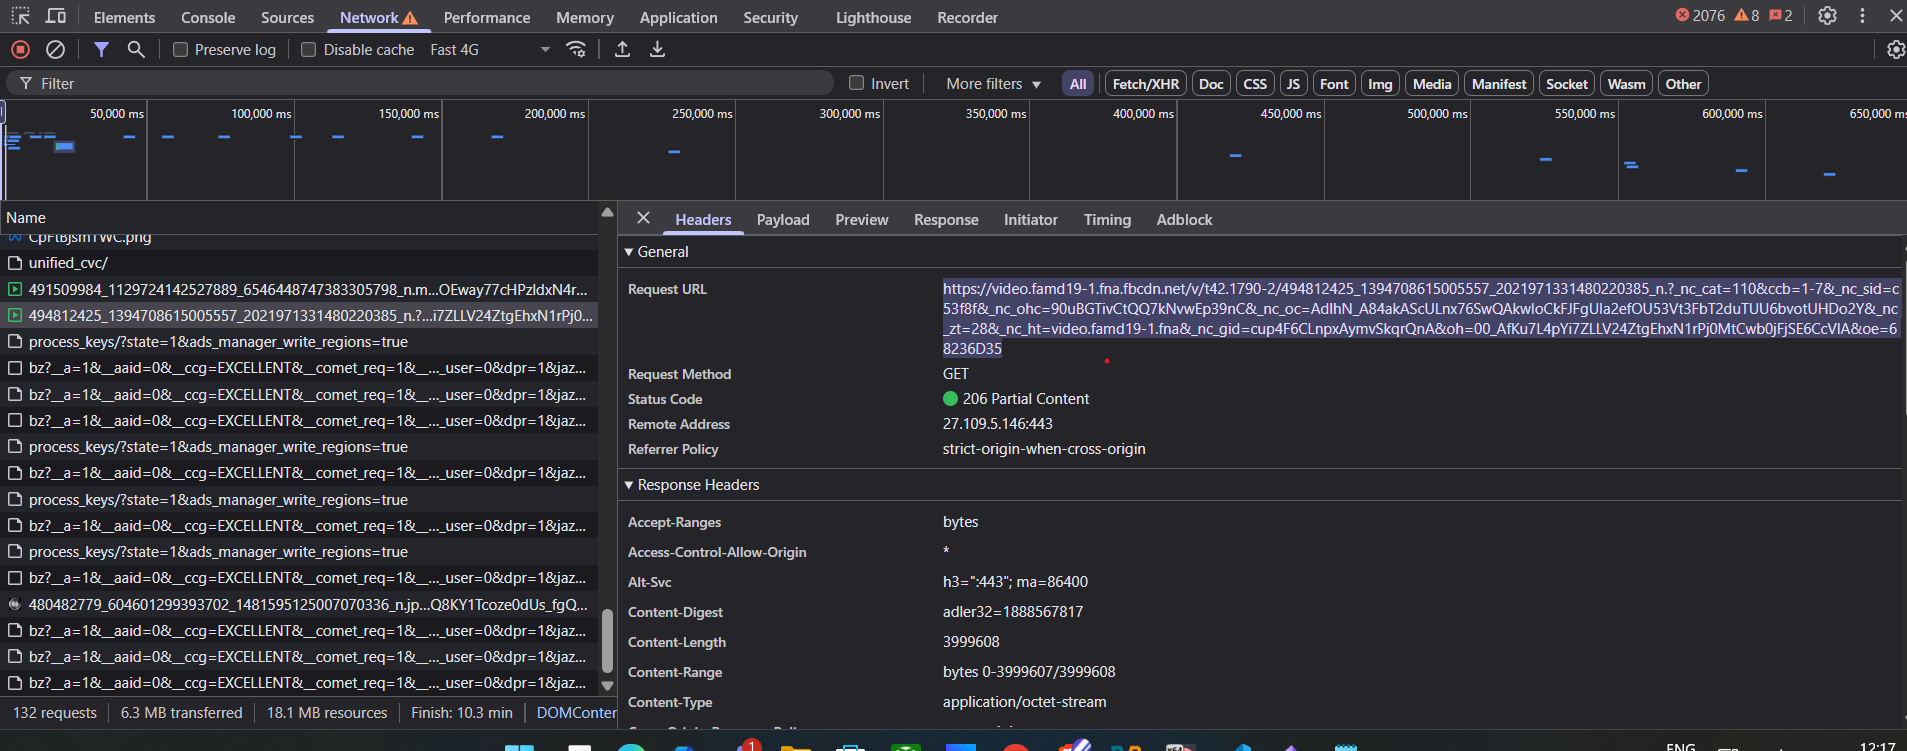 Elements Console Sources Network Performance Memory Application Security Lighthouse Recorder 2076 8 2
Preserve log Disable cache Fast 4G
Filter Invert More filters All Fetch/XHR Doc CSS JS Font Img Media Manifest Socket Wasm Other
50,000 ms 100,000 ms 150,000 ms 200,000 ms 250,000 ms 300,000 ms 350,000 ms 400,000 ms 450,000 ms 500,000 ms 550,000 ms 600,000 ms 650,000 m
Name
CpFtBjsm1WC.png
unified_cvc/
491509984_1129724142527889_6546448747383305798_n.m...OEway77cHPzldxN4r...
494812425_1394708615005557_2021971331480220385_n.?...i7ZLLV24ZtgEhxN1rPj0...
process_keys/?state=1&ads_manager_write_regions=true
bz?__a=1&__aaid=0&__ccg=EXCELLENT&__comet_req=1&__..._user=0&dpr=1&jaz...
bz?__a=1&__aaid=0&__ccg=EXCELLENT&__comet_req=1&__..._user=0&dpr=1&jaz...
bz?__a=1&__aaid=0&__ccg=EXCELLENT&__comet_req=1&__..._user=0&dpr=1&jaz...
process_keys/?state=1&ads_manager_write_regions=true
bz?__a=1&__aaid=0&__ccg=EXCELLENT&__comet_req=1&__..._user=0&dpr=1&jaz...
process_keys/?state=1&ads_manager_write_regions=true
bz?__a=1&__aaid=0&__ccg=EXCELLENT&__comet_req=1&__..._user=0&dpr=1&jaz...
process_keys/?state=1&ads_manager_write_regions=true
bz?__a=1&__aaid=0&__ccg=EXCELLENT&__comet_req=1&__..._user=0&dpr=1&jaz...
480482779_604601299393702_1481595125007070336_n.jp...Q8KY1Tcoze0dUs_fgQ...
bz?__a=1&__aaid=0&__ccg=EXCELLENT&__comet_req=1&__..._user=0&dpr=1&jaz...
bz?__a=1&__aaid=0&__ccg=EXCELLENT&__comet_req=1&__..._user=0&dpr=1&jaz...
bz?__a=1&__aaid=0&__ccg=EXCELLENT&__comet_req=1&__..._user=0&dpr=1&jaz...
132 requests 6.3 MB transferred 18.1 MB resources Finish: 10.3 min DOMConter
Headers Payload Preview Response Initiator Timing Adblock
General
Request URL
https://video.famd19-1.fna.fbcdn.net/v/t42.1790-2/494812425_1394708615005557_2021971331480220385_n.?_nc_cat=110&ccb=1-7&_nc_sid=c
53f8f&_nc_ohc=90uBGTivCtQQ7kNvwEp39nC&_nc_oc=AdlhN_A84akAScULnx76SwQAkwloCkFJFgUla2efOU53Vt3FbT2duTUU6bvotUHDo2Y&_nc
_zt=28&_nc_ht=video.famd19-1.fna&_nc_gid=cup4F6CLnpxAymvSkqrQnA&oh=00_AfKu7L4pYi7ZLLV24ZtgEhxN1rPj0MtCwb0jFjSE6CcVIA&oe=6
8236D35
Request Method GET
Status Code 206 Partial Content
Remote Address 27.109.5.146:443
Referrer Policy strict-origin-when-cross-origin
Response Headers
Accept-Ranges bytes
Access-Control-Allow-Origin *
Alt-Svc h3=":443"; ma=86400
Content-Digest adler32=1888567817
Content-Length 3999608
Content-Range bytes 0-3999607/3999608
Content-Type application/octet-stream
1
ENG 12:17